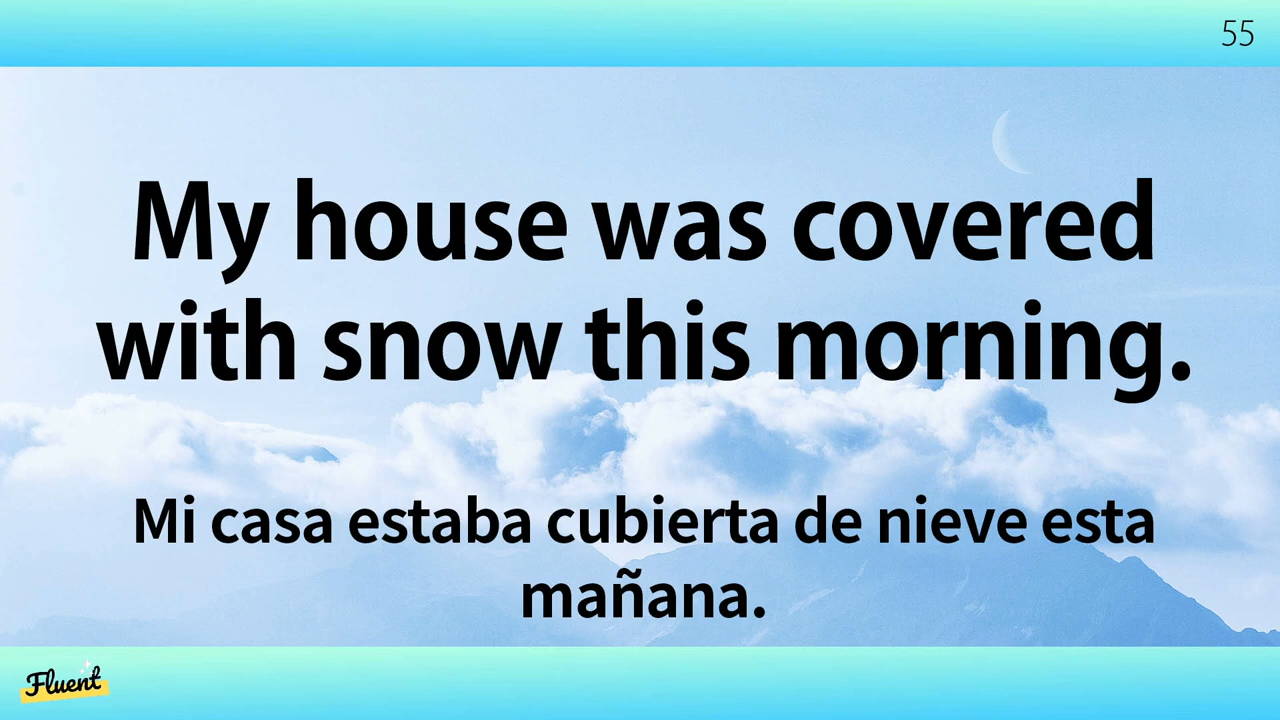 55
My house was covered
with snow this morning.
Mi casa estaba cubierta de nieve esta
mañana.
Fluent